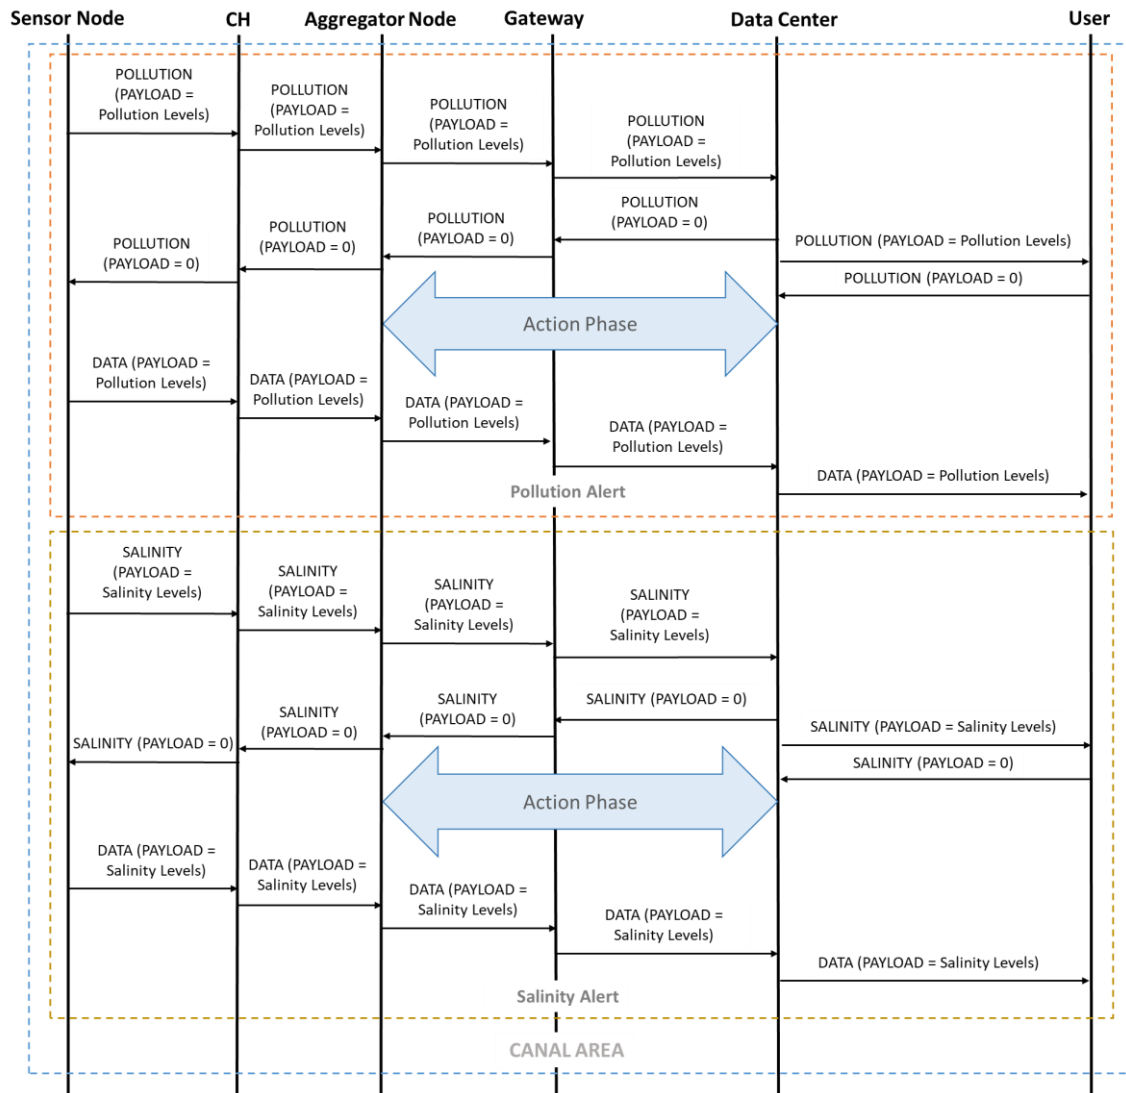 Sensor Node
CH
Aggregator Node
Gateway
Data Center
User
POLLUTION
(PAYLOAD =
Pollution Levels)
POLLUTION
(PAYLOAD =
Pollution Levels)
POLLUTION
(PAYLOAD =
Pollution Levels)
POLLUTION
(PAYLOAD =
Pollution Levels)
POLLUTION
(PAYLOAD = 0)
POLLUTION
(PAYLOAD = 0)
POLLUTION
(PAYLOAD = 0)
POLLUTION
(PAYLOAD = 0)
POLLUTION (PAYLOAD = Pollution Levels)
POLLUTION (PAYLOAD = 0)
Action Phase
DATA (PAYLOAD =
Pollution Levels)
DATA (PAYLOAD =
Pollution Levels)
DATA (PAYLOAD =
Pollution Levels)
DATA (PAYLOAD =
Pollution Levels)
DATA (PAYLOAD = Pollution Levels)
Pollution Alert
SALINITY
(PAYLOAD =
Salinity Levels)
SALINITY
(PAYLOAD =
Salinity Levels)
SALINITY
(PAYLOAD =
Salinity Levels)
SALINITY
(PAYLOAD =
Salinity Levels)
SALINITY (PAYLOAD = 0)
SALINITY
(PAYLOAD = 0)
SALINITY
(PAYLOAD = 0)
SALINITY (PAYLOAD = 0)
SALINITY (PAYLOAD = Salinity Levels)
SALINITY (PAYLOAD = 0)
Action Phase
DATA (PAYLOAD =
Salinity Levels)
DATA (PAYLOAD =
Salinity Levels)
DATA (PAYLOAD =
Salinity Levels)
DATA (PAYLOAD =
Salinity Levels)
DATA (PAYLOAD = Salinity Levels)
Salinity Alert
CANAL AREA